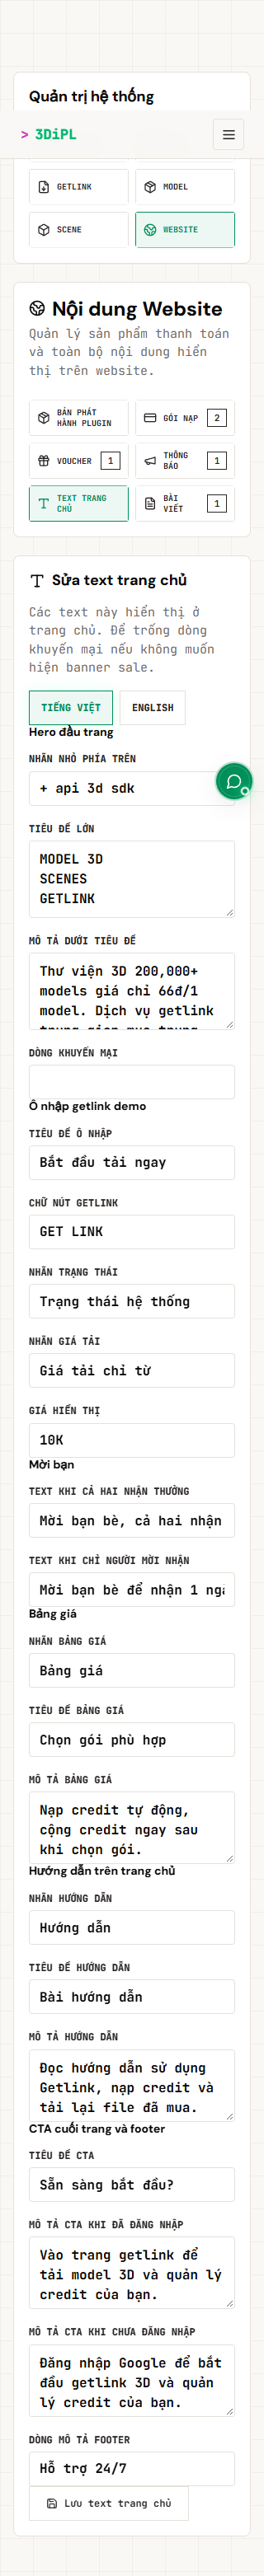 Quản trị hệ thống
> 3DiPL
GETLINK
MODEL
SCENE
WEBSITE
Nội dung Website
Quản lý sản phẩm thanh toán
và toàn bộ nội dung hiển
thị trên website.
BẢN PHÁT
HÀNH PLUGIN
GÓI NẠP 2
VOUCHER 1
THÔNG
BÁO 1
TEXT TRANG
CHỦ
BÀI
VIẾT 1
Sửa text trang chủ
Các text này hiển thị ở
trang chủ. Để trống dòng
khuyến mại nếu không muốn
hiện banner sale.
TIẾNG VIỆT
ENGLISH
Hero đầu trang
NHÃN NHỎ PHÍA TRÊN
+ api 3d sdk
TIÊU ĐỀ LỚN
MODEL 3D
SCENES
GETLINK
MÔ TẢ DƯỚI TIÊU ĐỀ
Thư viện 3D 200,000+
models giá chỉ 66đ/1
model. Dịch vụ getlink
trung gian mua trung
DÒNG KHUYẾN MẠI
Ô nhập getlink demo
TIÊU ĐỀ Ô NHẬP
Bắt đầu tải ngay
CHỮ NÚT GETLINK
GET LINK
NHÃN TRẠNG THÁI
Trạng thái hệ thống
NHÃN GIÁ TẢI
Giá tải chỉ từ
GIÁ HIỂN THỊ
10K
Mời bạn
TEXT KHI CẢ HAI NHẬN THƯỞNG
Mời bạn bè, cả hai nhận
TEXT KHI CHỈ NGƯỜI MỜI NHẬN
Mời bạn bè để nhận 1 ngà
Bảng giá
NHÃN BẢNG GIÁ
Bảng giá
TIÊU ĐỀ BẢNG GIÁ
Chọn gói phù hợp
MÔ TẢ BẢNG GIÁ
Nạp credit tự động,
cộng credit ngay sau
khi chọn gói.
Hướng dẫn trên trang chủ
NHÃN HƯỚNG DẪN
Hướng dẫn
TIÊU ĐỀ HƯỚNG DẪN
Bài hướng dẫn
MÔ TẢ HƯỚNG DẪN
Đọc hướng dẫn sử dụng
Getlink, nạp credit và
tải lại file đã mua.
CTA cuối trang và footer
TIÊU ĐỀ CTA
Sẵn sàng bắt đầu?
MÔ TẢ CTA KHI ĐÃ ĐĂNG NHẬP
Vào trang getlink để
tải model 3D và quản lý
credit của bạn.
MÔ TẢ CTA KHI CHƯA ĐĂNG NHẬP
Đăng nhập Google để bắt
đầu getlink 3D và quản
lý credit của bạn.
DÒNG MÔ TẢ FOOTER
Hỗ trợ 24/7
Lưu text trang chủ